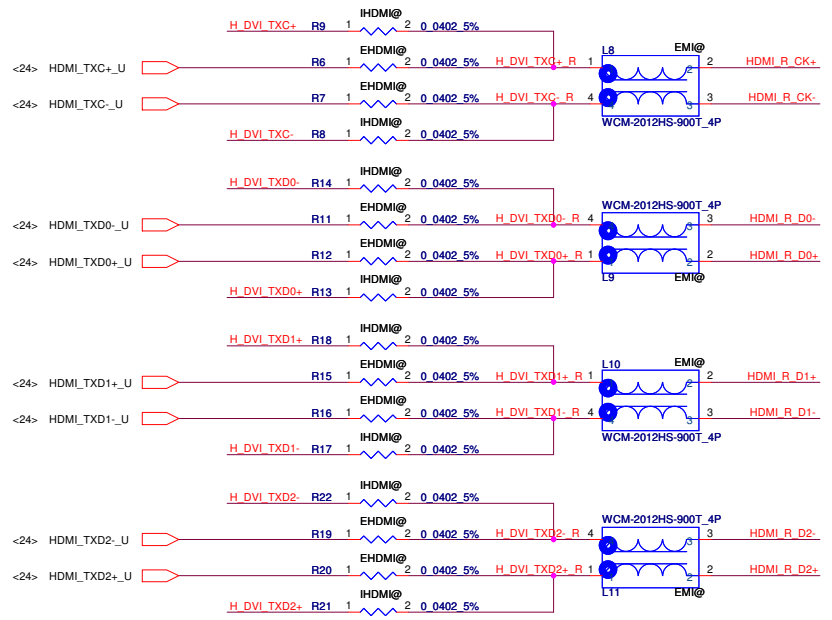 H_DVI_TXC+ R9 1 IHDMI@ 2 0_0402_5%
<24> HDMI_TXC+_U R6 1 EHDMI@ 2 0_0402_5% H_DVI_TXC+_R 1 L8 EMI@ 2 HDMI_R_CK+
<24> HDMI_TXC-_U R7 1 EHDMI@ 2 0_0402_5% H_DVI_TXC-_R 4 3 HDMI_R_CK-
WCM-2012HS-900T_4P
H_DVI_TXC- R8 1 IHDMI@ 2 0_0402_5%
H_DVI_TXD0- R14 1 IHDMI@ 2 0_0402_5%
WCM-2012HS-900T_4P
<24> HDMI_TXD0-_U R11 1 EHDMI@ 2 0_0402_5% H_DVI_TXD0-_R 4 3 HDMI_R_D0-
<24> HDMI_TXD0+_U R12 1 EHDMI@ 2 0_0402_5% H_DVI_TXD0+_R 1 2 HDMI_R_D0+
L9 EMI@
H_DVI_TXD0+ R13 1 IHDMI@ 2 0_0402_5%
H_DVI_TXD1+ R18 1 IHDMI@ 2 0_0402_5%
L10 EMI@
<24> HDMI_TXD1+_U R15 1 EHDMI@ 2 0_0402_5% H_DVI_TXD1+_R 1 2 HDMI_R_D1+
<24> HDMI_TXD1-_U R16 1 EHDMI@ 2 0_0402_5% H_DVI_TXD1-_R 4 3 HDMI_R_D1-
WCM-2012HS-900T_4P
H_DVI_TXD1- R17 1 IHDMI@ 2 0_0402_5%
H_DVI_TXD2- R22 1 IHDMI@ 2 0_0402_5%
WCM-2012HS-900T_4P
<24> HDMI_TXD2-_U R19 1 EHDMI@ 2 0_0402_5% H_DVI_TXD2-_R 4 3 HDMI_R_D2-
<24> HDMI_TXD2+_U R20 1 EHDMI@ 2 0_0402_5% H_DVI_TXD2+_R 1 2 HDMI_R_D2+
L11 EMI@
H_DVI_TXD2+ R21 1 IHDMI@ 2 0_0402_5%